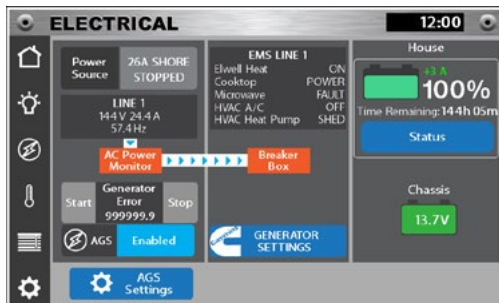 ELECTRICAL
12:00
Power Source
26A SHORE
STOPPED
LINE 1
144 V 24.4 A
57.4 Hz
AC Power
Monitor
Breaker
Box
Start
Generator
Error
999999.9
Stop
AGS
Enabled
AGS
Settings
EMS LINE 1
Elwell Heat ON
Cooktop POWER
Microwave FAULT
HVAC A/C OFF
HVAC Heat Pump SHED
GENERATOR
SETTINGS
House
+3 A
100%
Time Remaining: 144h 05m
Status
Chassis
13.7V